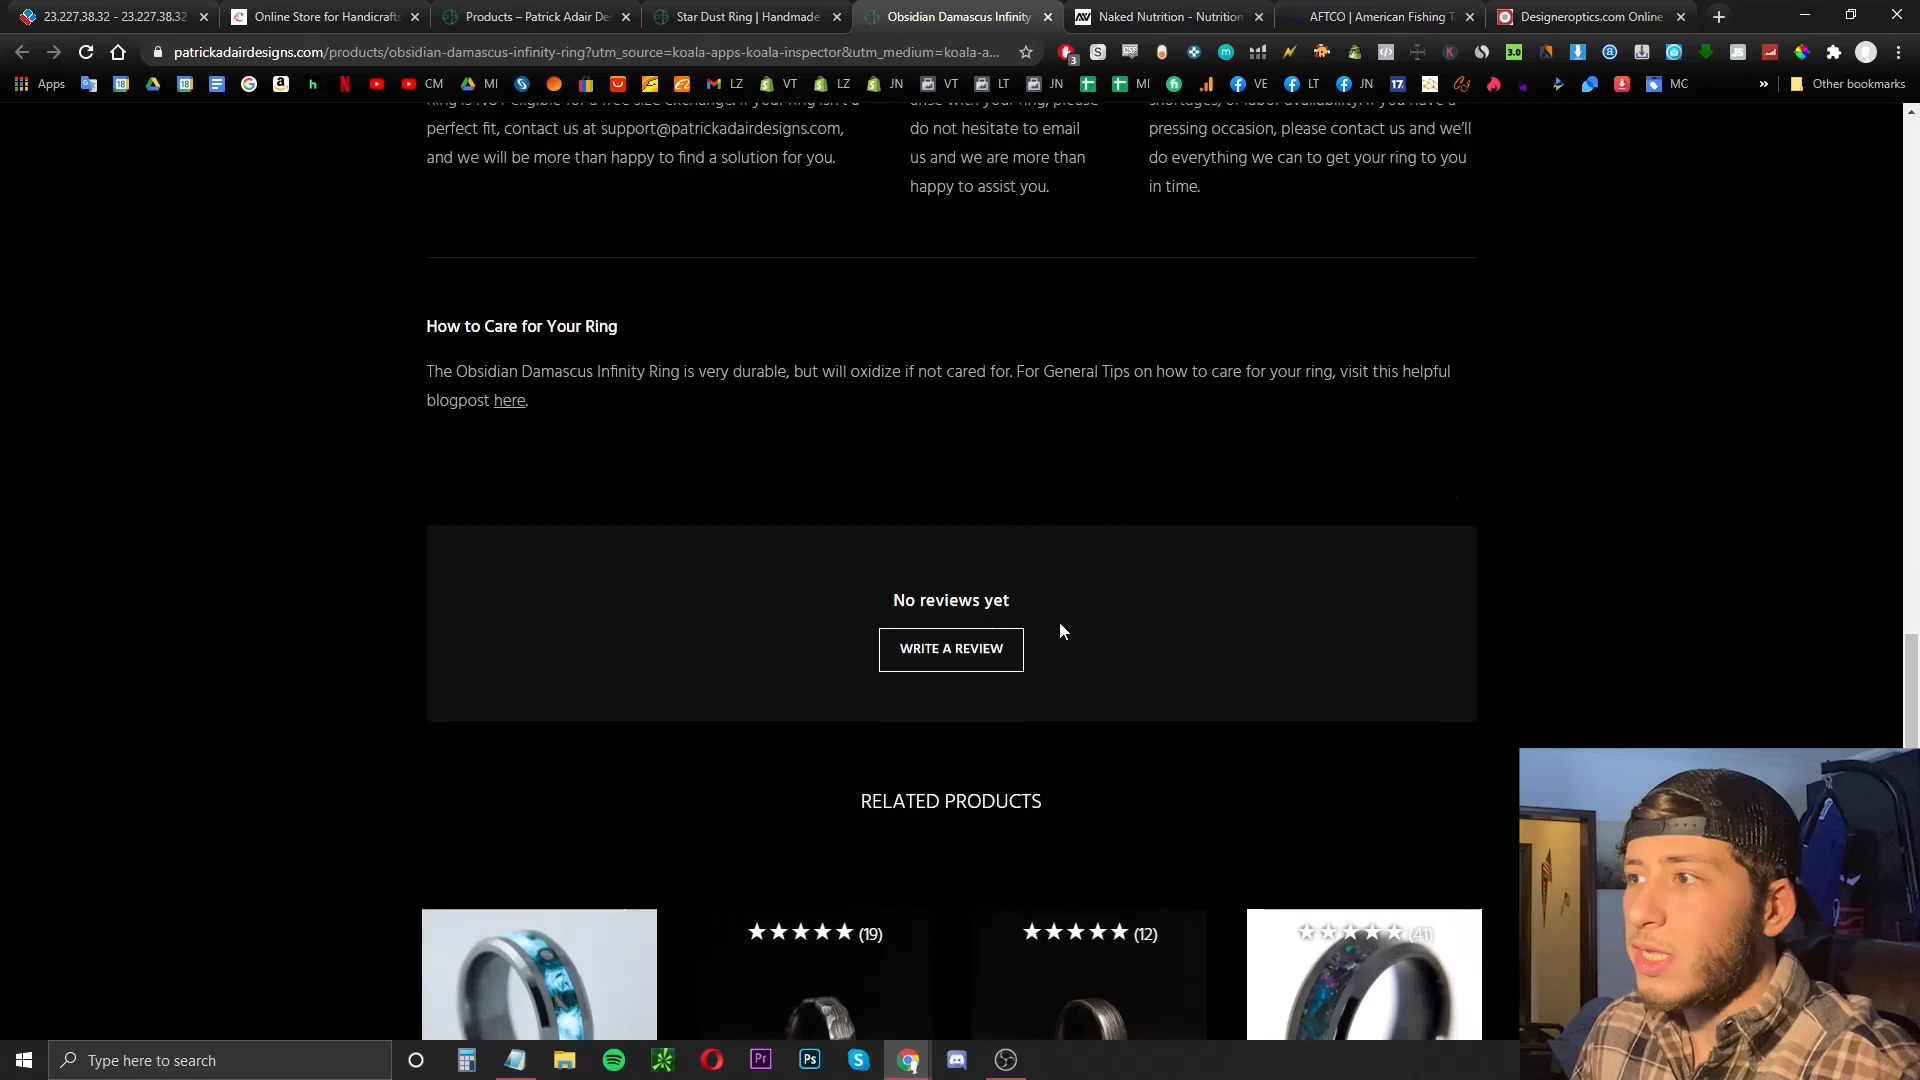 23.227.38.32 - 23.227.38.32
Online Store for Handicrafts
Products – Patrick Adair De
Star Dust Ring | Handmade
Obsidian Damascus Infinity
Naked Nutrition - Nutrition
AFTCO | American Fishing T
Designeroptics.com Online
patrickadairdesigns.com/products/obsidian-damascus-infinity-ring?utm_source=koala-apps-koala-inspector&utm_medium=koala-a...
Apps
CM
MI
LZ
VT
LZ
JN
VT
LT
JN
MI
VE
LT
JN
MC
Other bookmarks
perfect fit, contact us at support@patrickadairdesigns.com,
and we will be more than happy to find a solution for you.
do not hesitate to email
us and we are more than
happy to assist you.
pressing occasion, please contact us and we’ll
do everything we can to get your ring to you
in time.
How to Care for Your Ring
The Obsidian Damascus Infinity Ring is very durable, but will oxidize if not cared for. For General Tips on how to care for your ring, visit this helpful
blogpost here.
No reviews yet
WRITE A REVIEW
RELATED PRODUCTS
(19)
(12)
(41)
Type here to search